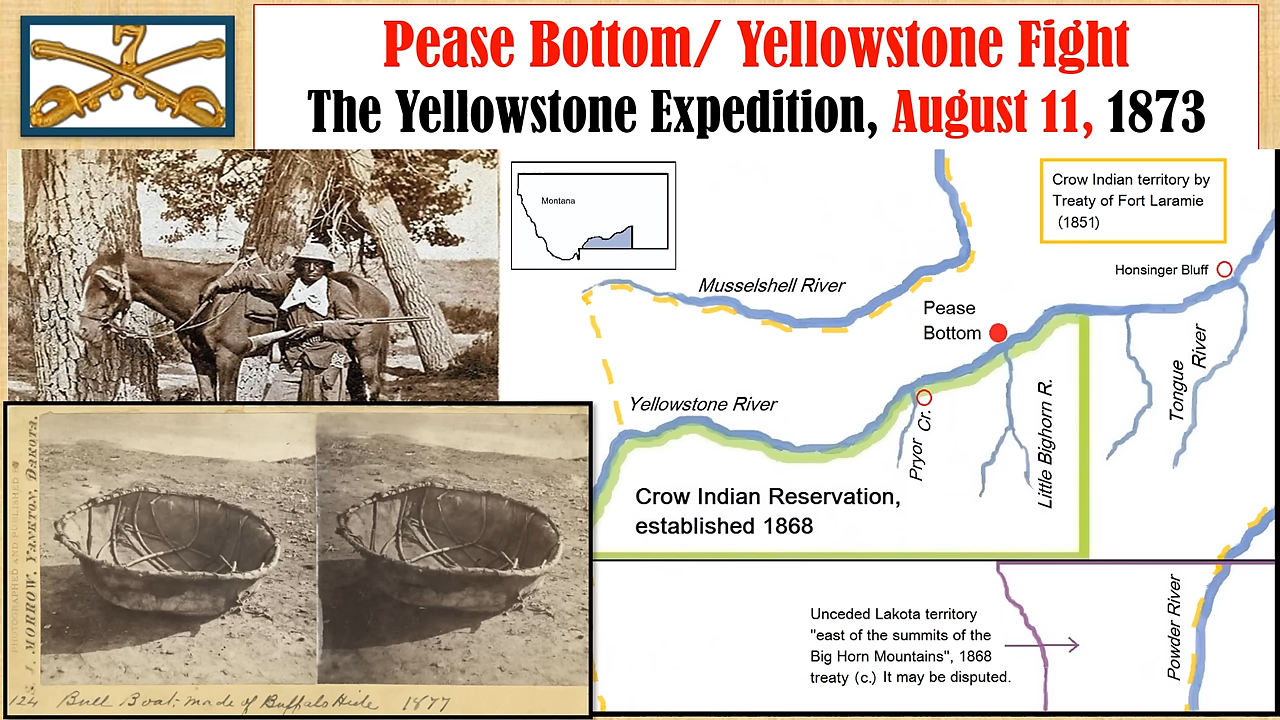 7
Pease Bottom/ Yellowstone Fight
The Yellowstone Expedition, August 11, 1873
Montana
Crow Indian territory by
Treaty of Fort Laramie
(1851)
Honsinger Bluff
Musselshell River
Pease
Bottom
Tongue
River
Yellowstone River
Pryor Cr.
Little Bighorn R.
Crow Indian Reservation,
established 1868
Unceded Lakota territory
"east of the summits of the
Big Horn Mountains", 1868
treaty (c.) It may be disputed.
Powder River
PHOTOGRAPHED AND PUBLISHED
MORROW, YANKTON, DAKOTA.
124 Bull Boat: made of Buffalo Hide 1877